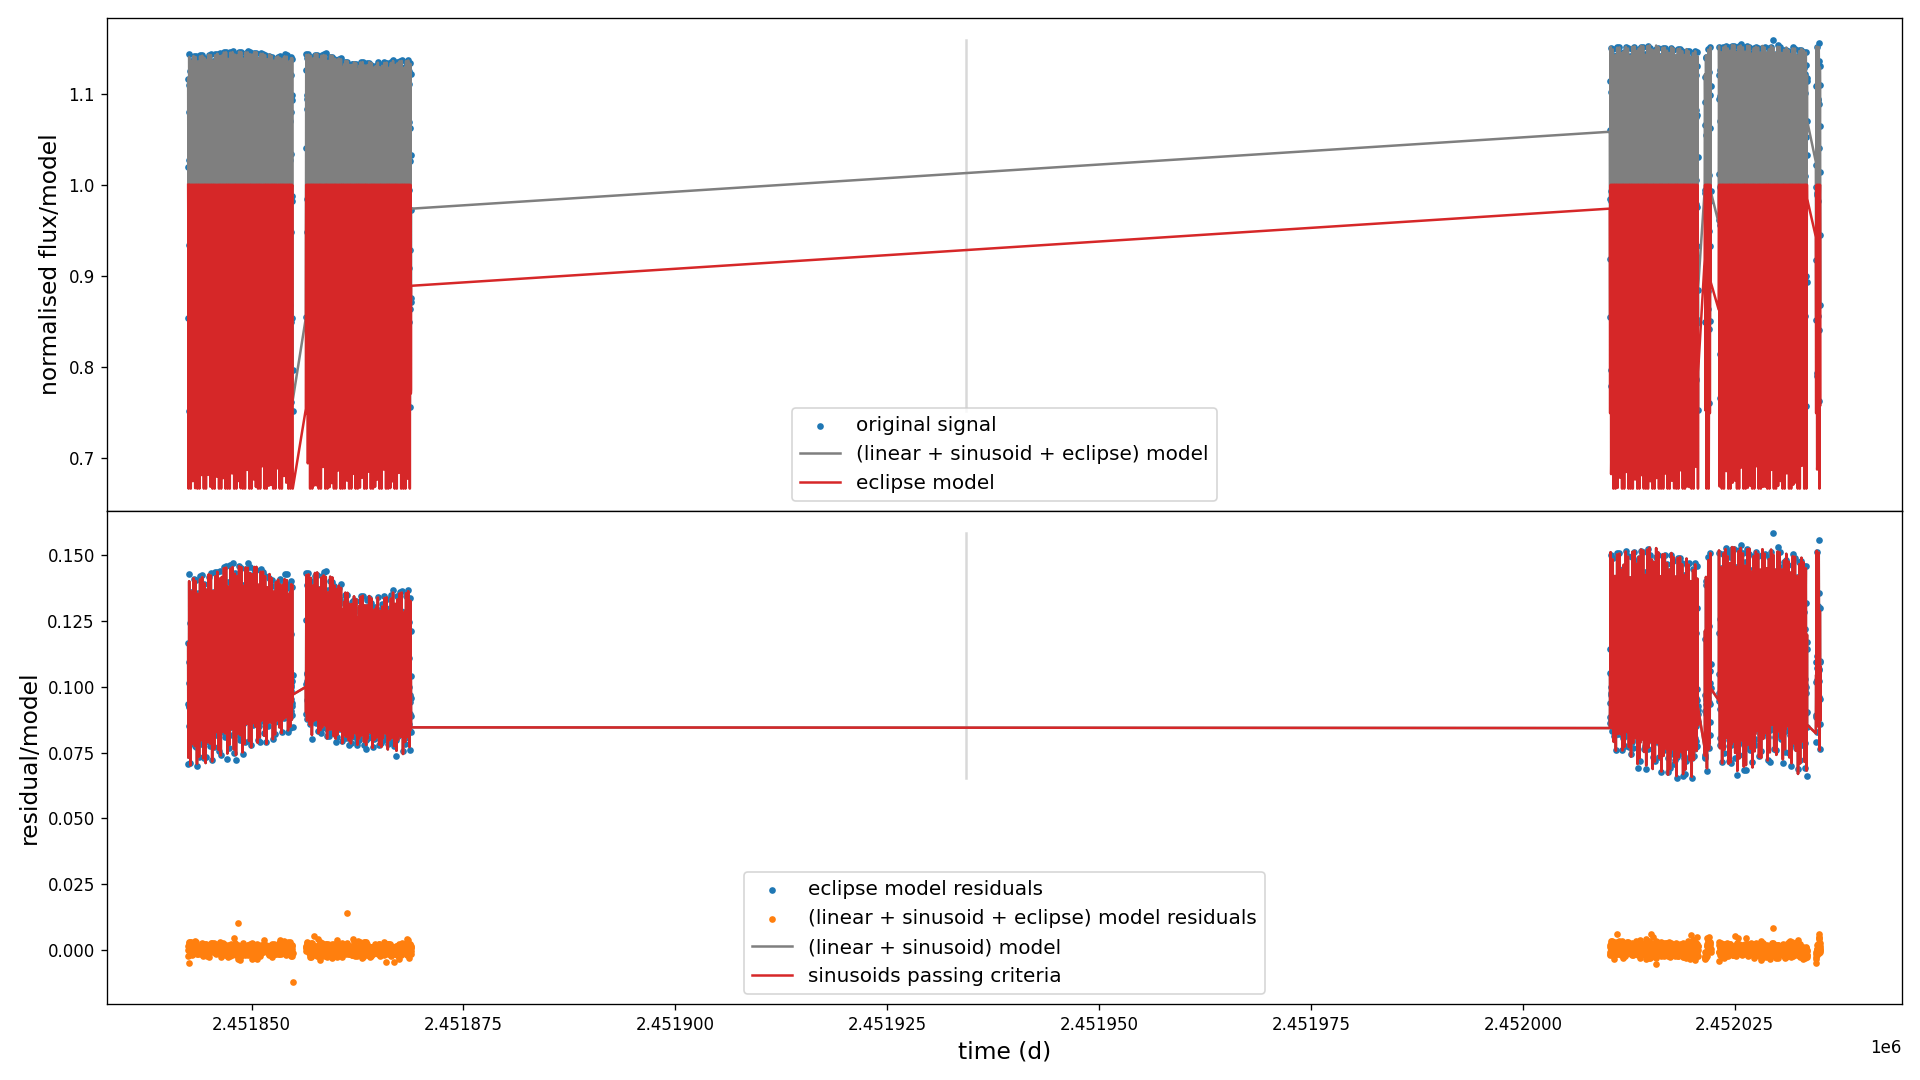 normalised flux/model
1.1
1.0
0.9
0.8
0.7
original signal
(linear + sinusoid + eclipse) model
eclipse model
residual/model
0.150
0.125
0.100
0.075
0.050
0.025
0.000
eclipse model residuals
(linear + sinusoid + eclipse) model residuals
(linear + sinusoid) model
sinusoids passing criteria
2.451850 2.451875 2.451900 2.451925 2.451950 2.451975 2.452000 2.452025
1e6
time (d)